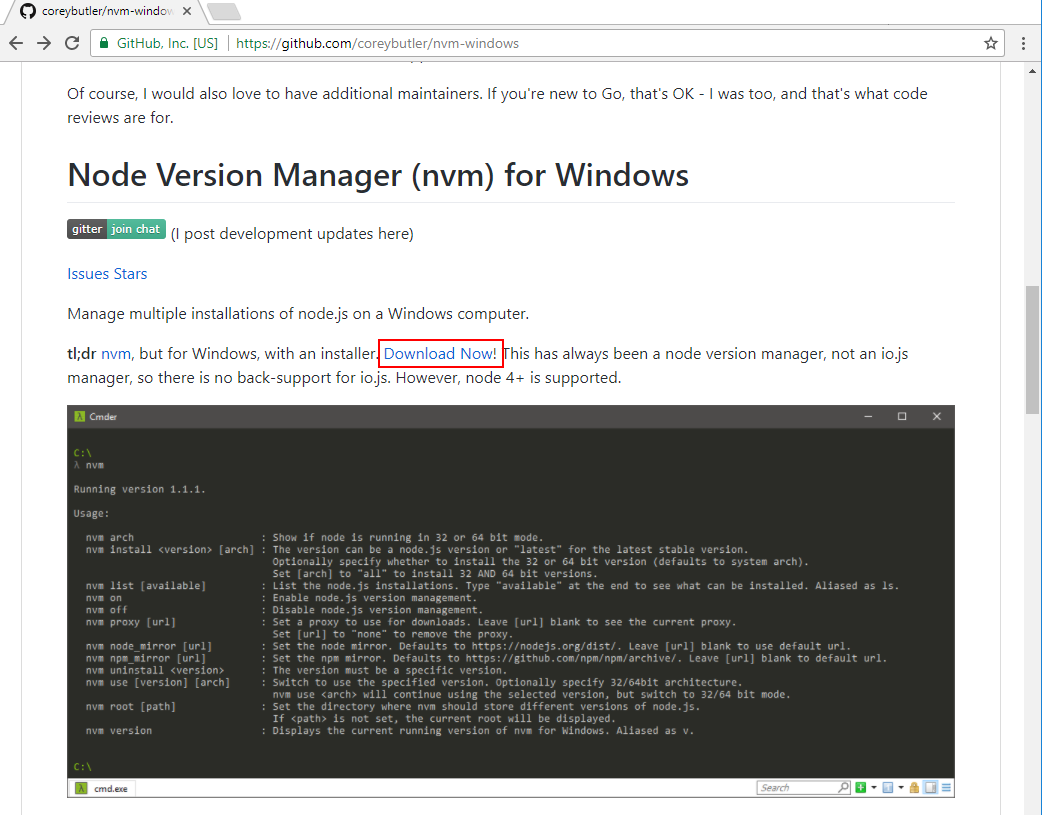 coreybutler/nvm-window
GitHub, Inc. [US] https://github.com/coreybutler/nvm-windows
Of course, I would also love to have additional maintainers. If you're new to Go, that's OK - I was too, and that's what code
reviews are for.
Node Version Manager (nvm) for Windows
gitter join chat (I post development updates here)
Issues Stars
Manage multiple installations of node.js on a Windows computer.
tl;dr nvm, but for Windows, with an installer. Download Now! This has always been a node version manager, not an io.js
manager, so there is no back-support for io.js. However, node 4+ is supported.
λ Cmder
C:\
λ nvm
Running version 1.1.1.
Usage:
nvm arch : Show if node is running in 32 or 64 bit mode.
nvm install <version> [arch] : The version can be a node.js version or "latest" for the latest stable version.
Optionally specify whether to install the 32 or 64 bit version (defaults to system arch).
Set [arch] to "all" to install 32 AND 64 bit versions.
nvm list [available] : List the node.js installations. Type "available" at the end to see what can be installed. Aliased as ls.
nvm on : Enable node.js version management.
nvm off : Disable node.js version management.
nvm proxy [url] : Set a proxy to use for downloads. Leave [url] blank to see the current proxy.
Set [url] to "none" to remove the proxy.
nvm node_mirror [url] : Set the node mirror. Defaults to https://nodejs.org/dist/. Leave [url] blank to use default url.
nvm npm_mirror [url] : Set the npm mirror. Defaults to https://github.com/npm/npm/archive/. Leave [url] blank to default url.
nvm uninstall <version> : The version must be a specific version.
nvm use [version] [arch] : Switch to use the specified version. Optionally specify 32/64bit architecture.
nvm use <arch> will continue using the selected version, but switch to 32/64 bit mode.
nvm root [path] : Set the directory where nvm should store different versions of node.js.
If <path> is not set, the current root will be displayed.
nvm version : Displays the current running version of nvm for Windows. Aliased as v.
C:\
λ cmd.exe Search